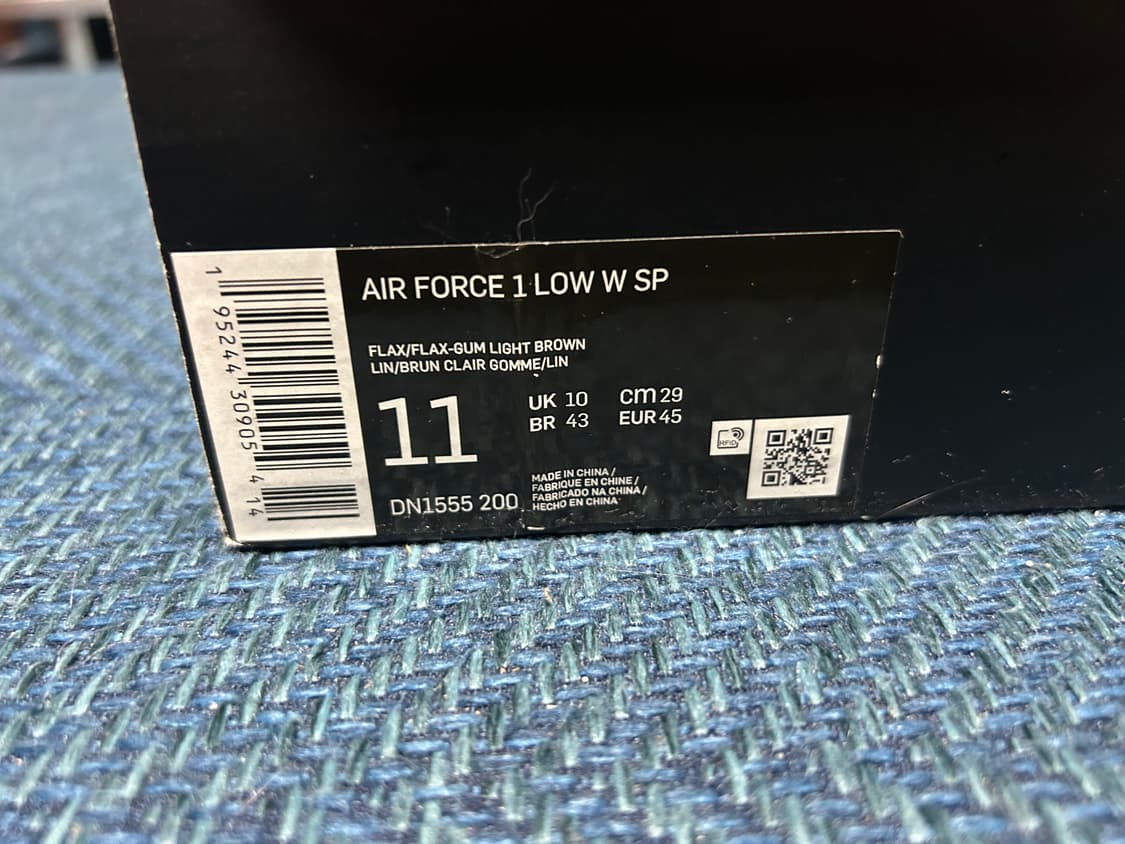 AIR FORCE 1 LOW W SP
FLAX/FLAX-GUM LIGHT BROWN
LIN/BRUN CLAIR GOMME/LIN
11
UK 10 CM 29
BR 43 EUR 45
RFID
DN1555 200
MADE IN CHINA /
FABRIQUE EN CHINE /
FABRICADO NA CHINA /
HECHO EN CHINA
1 95244 30905 4 14